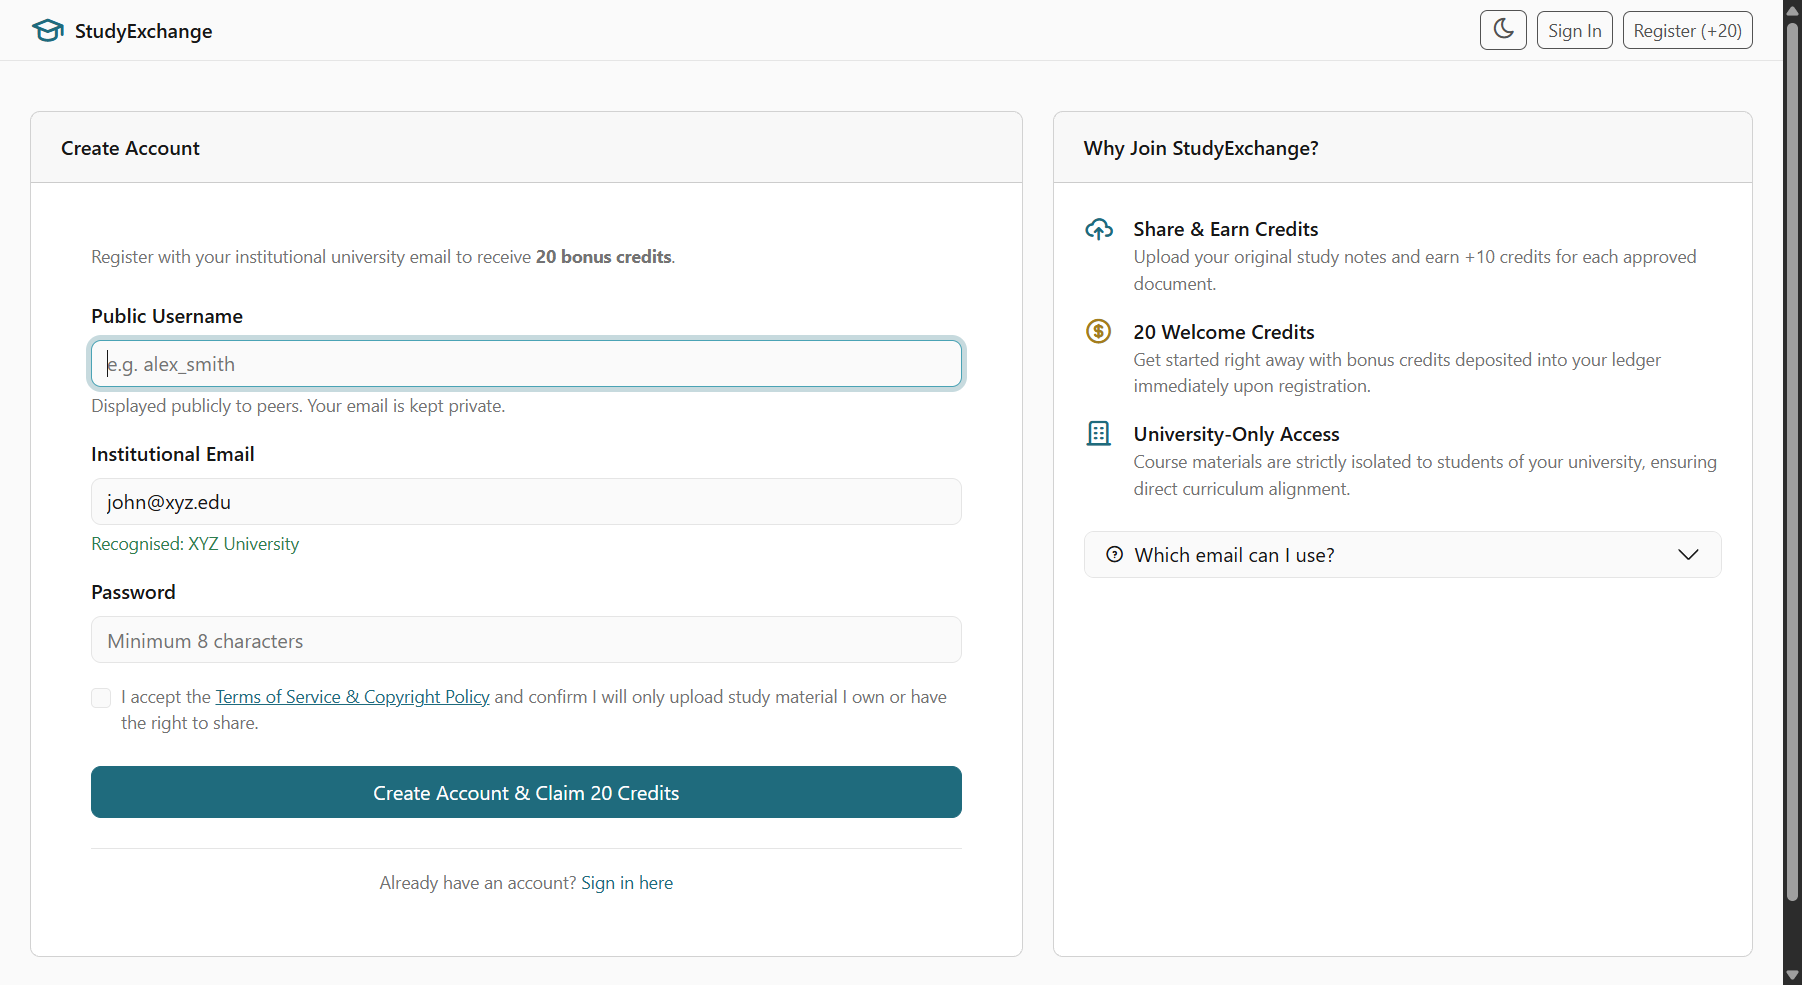 StudyExchange
Sign In
Register (+20)
Create Account
Register with your institutional university email to receive 20 bonus credits.
Public Username
e.g. alex_smith
Displayed publicly to peers. Your email is kept private.
Institutional Email
john@xyz.edu
Recognised: XYZ University
Password
Minimum 8 characters
I accept the Terms of Service & Copyright Policy and confirm I will only upload study material I own or have
the right to share.
Create Account & Claim 20 Credits
Already have an account? Sign in here
Why Join StudyExchange?
Share & Earn Credits
Upload your original study notes and earn +10 credits for each approved
document.
20 Welcome Credits
Get started right away with bonus credits deposited into your ledger
immediately upon registration.
University-Only Access
Course materials are strictly isolated to students of your university, ensuring
direct curriculum alignment.
Which email can I use?